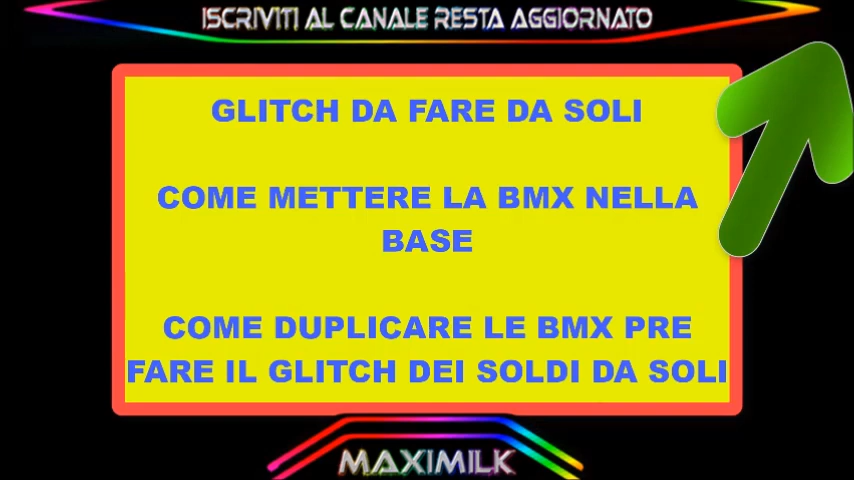 ISCRIVITI AL CANALE RESTA AGGIORNATO
GLITCH DA FARE DA SOLI
COME METTERE LA BMX NELLA
BASE
COME DUPLICARE LE BMX PRE
FARE IL GLITCH DEI SOLDI DA SOLI
MAXIMILK